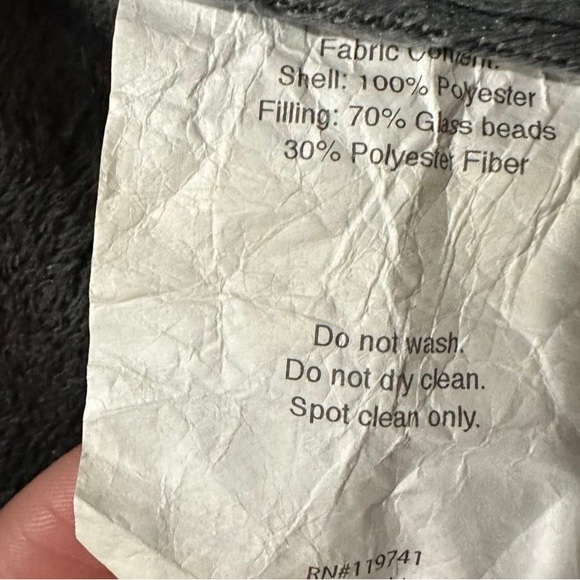 Fabric Content:
Shell: 100% Polyester
Filling: 70% Glass beads
30% Polyester Fiber
Do not wash.
Do not dry clean.
Spot clean only.
RN#119741